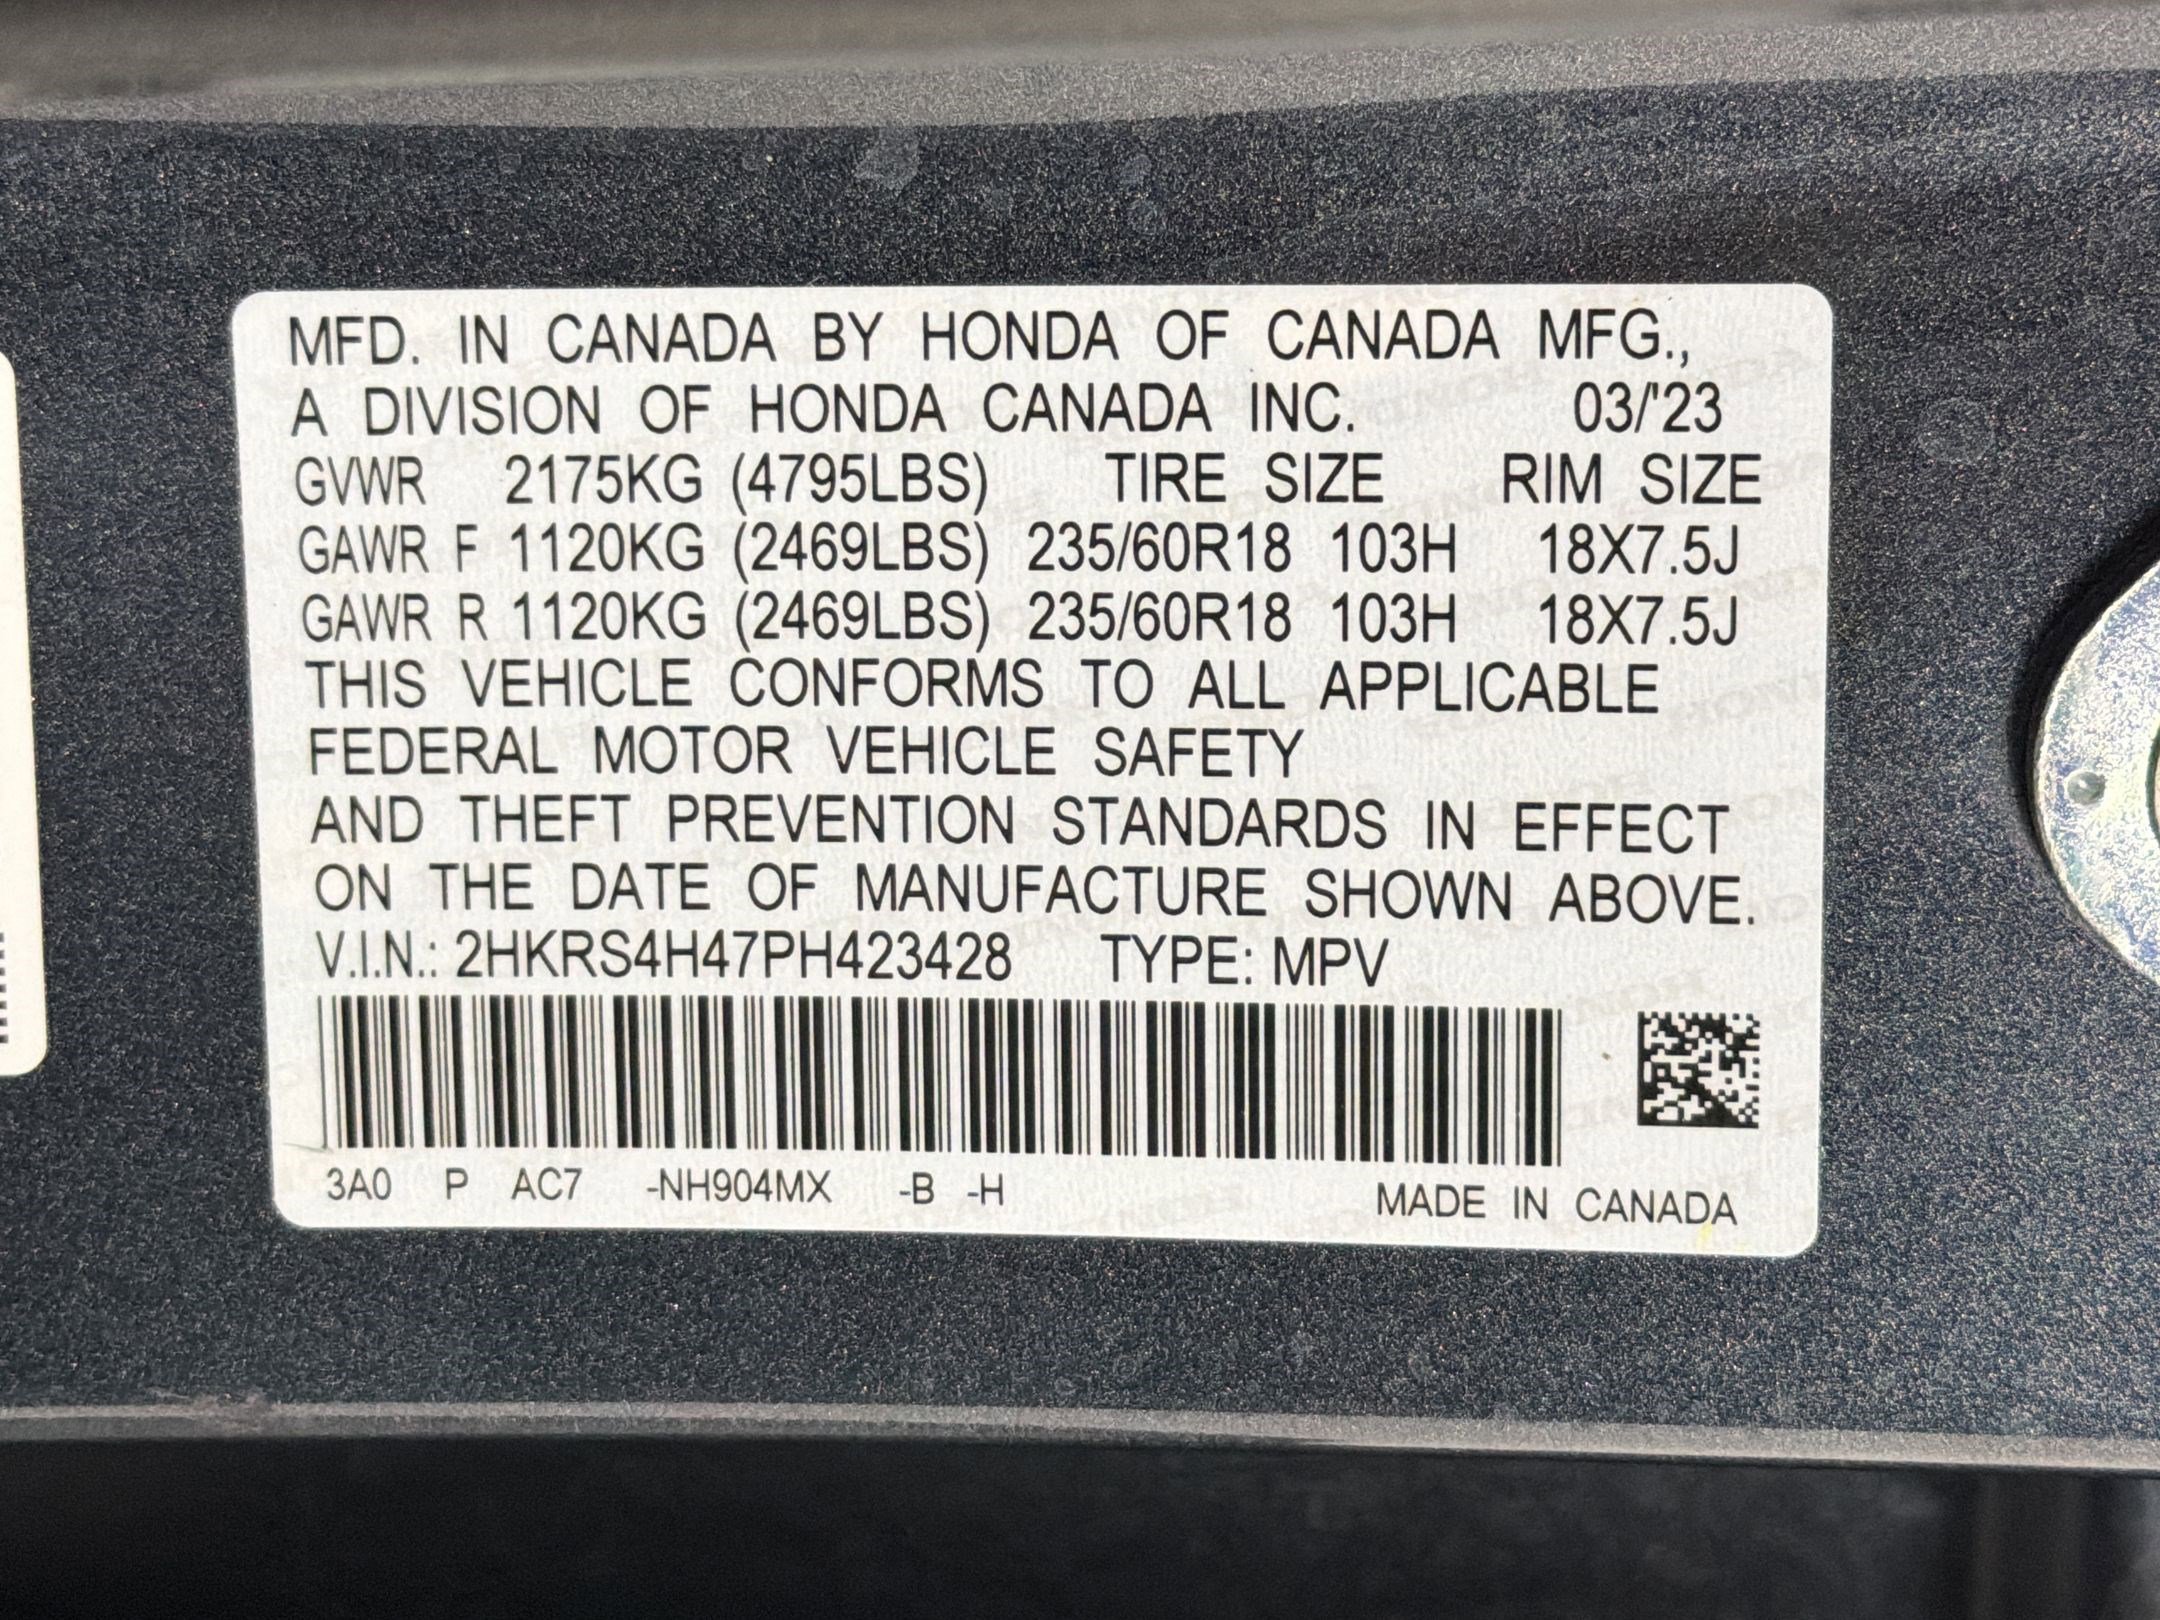 MFD. IN CANADA BY HONDA OF CANADA MFG.,
A DIVISION OF HONDA CANADA INC. 03/'23
GVWR 2175KG (4795LBS) TIRE SIZE RIM SIZE
GAWR F 1120KG (2469LBS) 235/60R18 103H 18X7.5J
GAWR R 1120KG (2469LBS) 235/60R18 103H 18X7.5J
THIS VEHICLE CONFORMS TO ALL APPLICABLE
FEDERAL MOTOR VEHICLE SAFETY
AND THEFT PREVENTION STANDARDS IN EFFECT
ON THE DATE OF MANUFACTURE SHOWN ABOVE.
V.I.N.: 2HKRS4H47PH423428 TYPE: MPV
3A0 P AC7 -NH904MX -B -H MADE IN CANADA